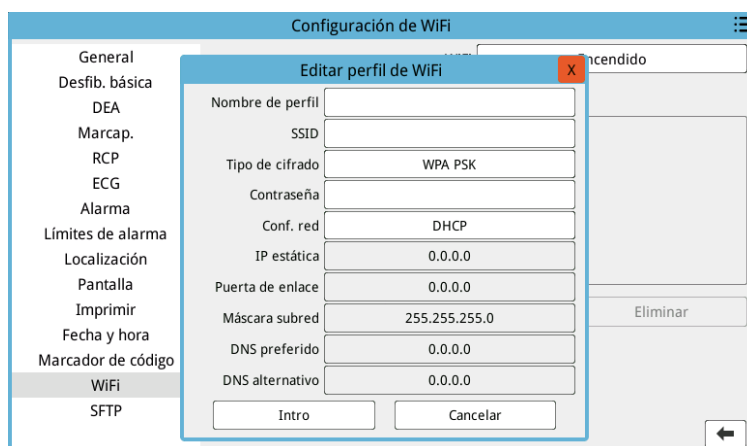 Configuración de WiFi
General
Desfib. básica
DEA
Marcap.
RCP
ECG
Alarma
Límites de alarma
Localización
Pantalla
Imprimir
Fecha y hora
Marcador de código
WiFi
SFTP
Editar perfil de WiFi X
Nombre de perfil
SSID
Tipo de cifrado WPA PSK
Contraseña
Conf. red DHCP
IP estática 0.0.0.0
Puerta de enlace 0.0.0.0
Máscara subred 255.255.255.0
DNS preferido 0.0.0.0
DNS alternativo 0.0.0.0
Intro Cancelar
Eliminar